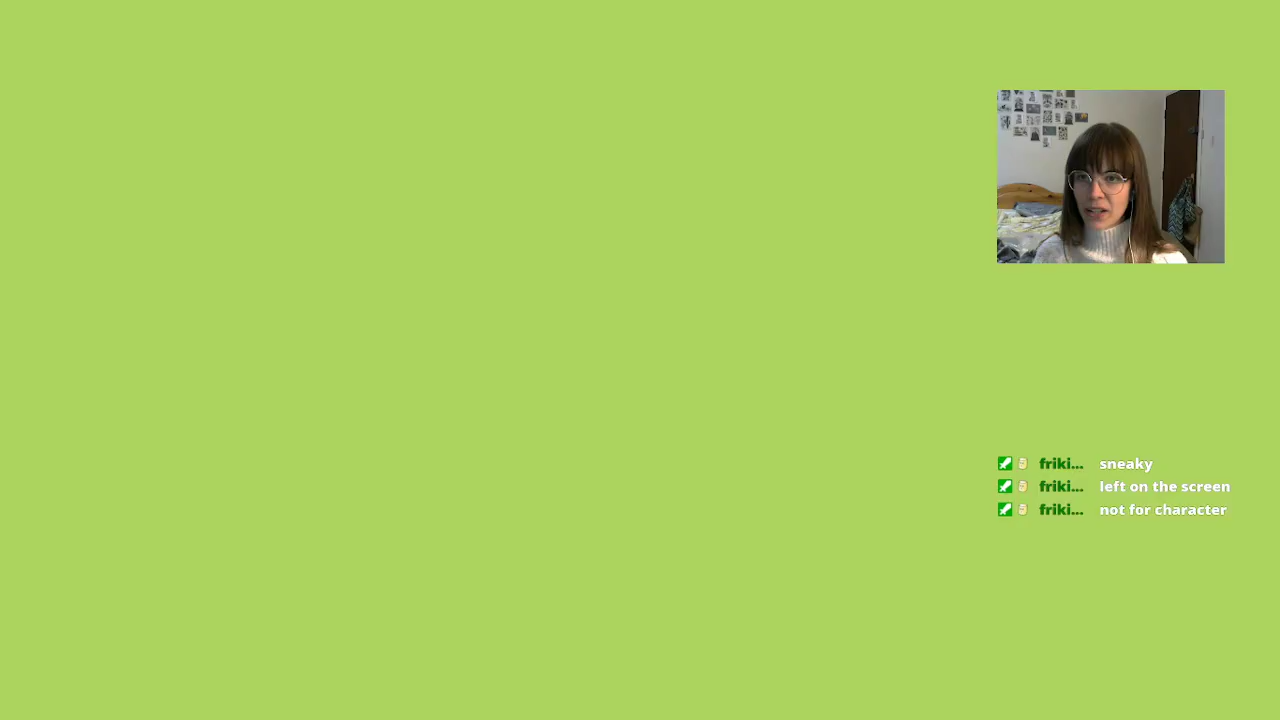 friki... sneaky
friki... left on the screen
friki... not for character